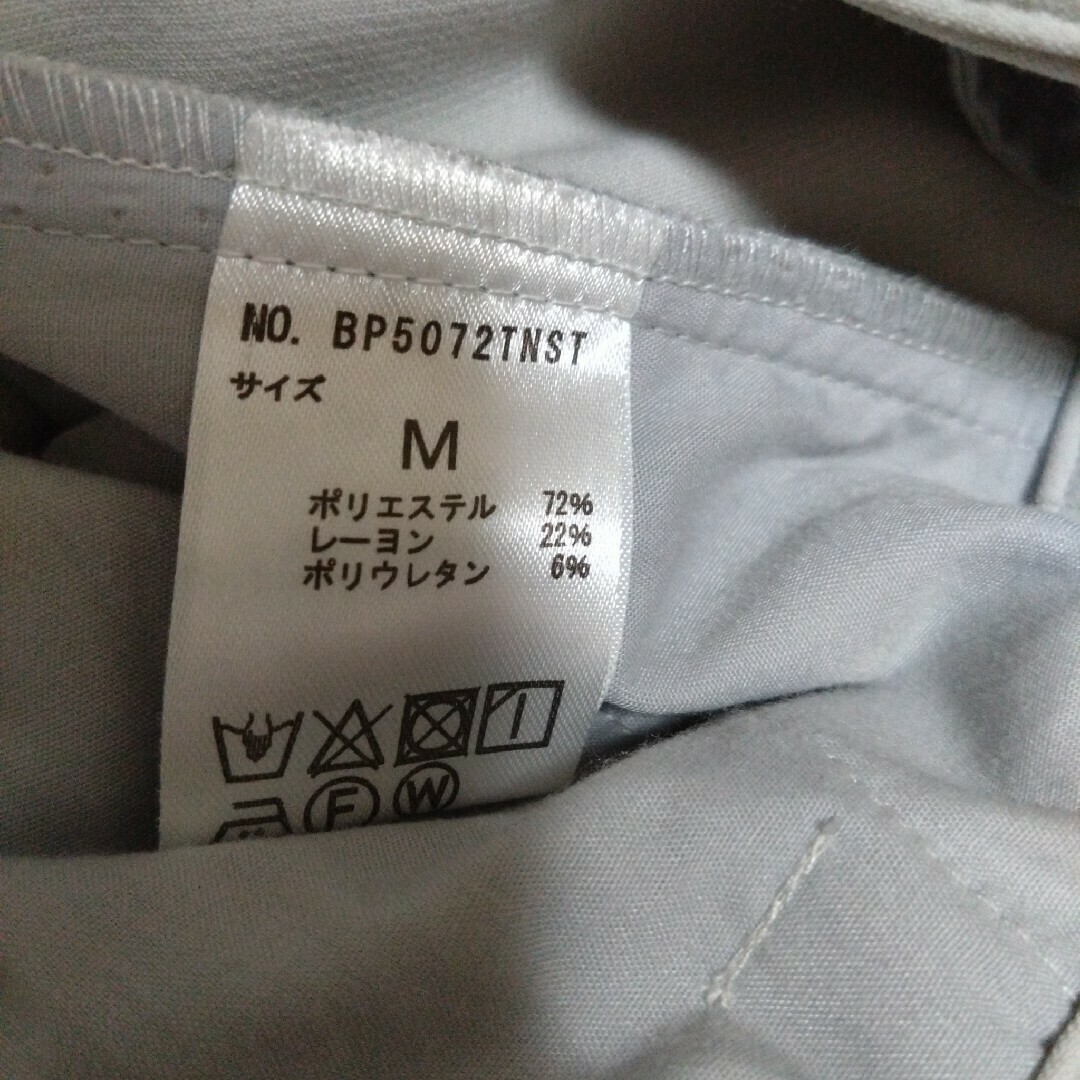 NO. BP5072TNST
サイズ
M
ポリエステル 72%
レーヨン 22%
ポリウレタン 6%
F W